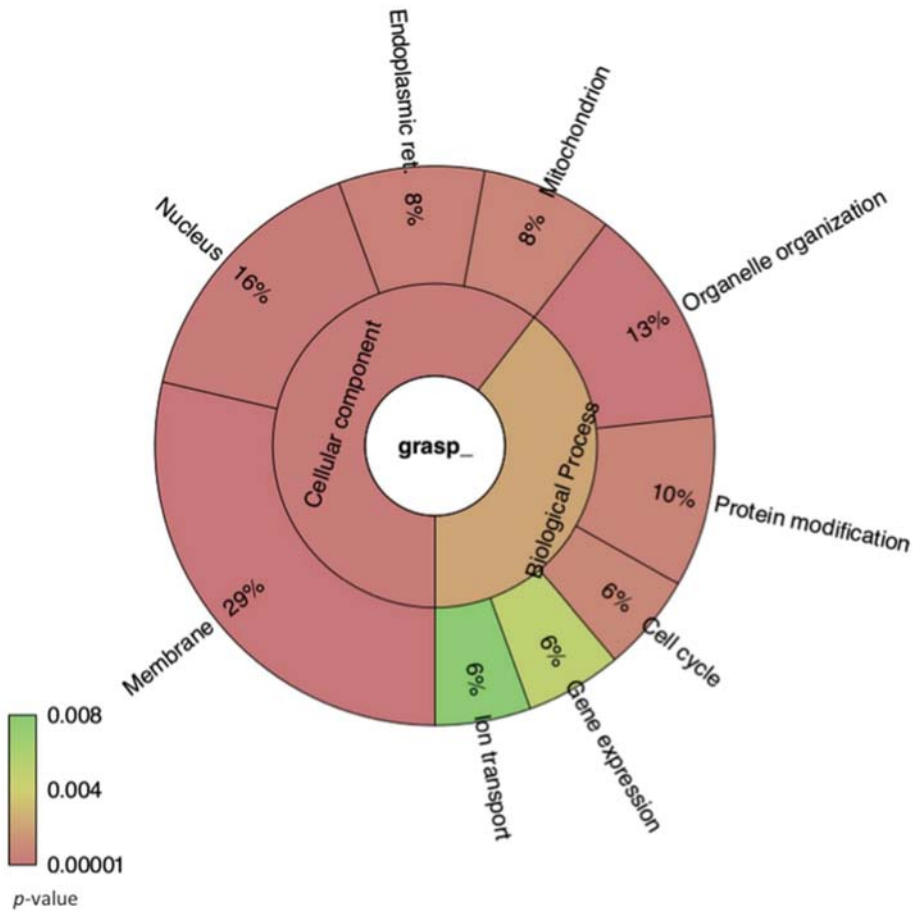 Endoplasmic ret.
8%
Mitochondrion
8%
Nucleus
16%
Organelle organization
13%
Cellular component
grasp_
Biological Process
10%
Protein modification
29%
Membrane
6%
Cell cycle
6%
Gene expression
6%
Ion transport
0.008
0.004
0.00001
p-value